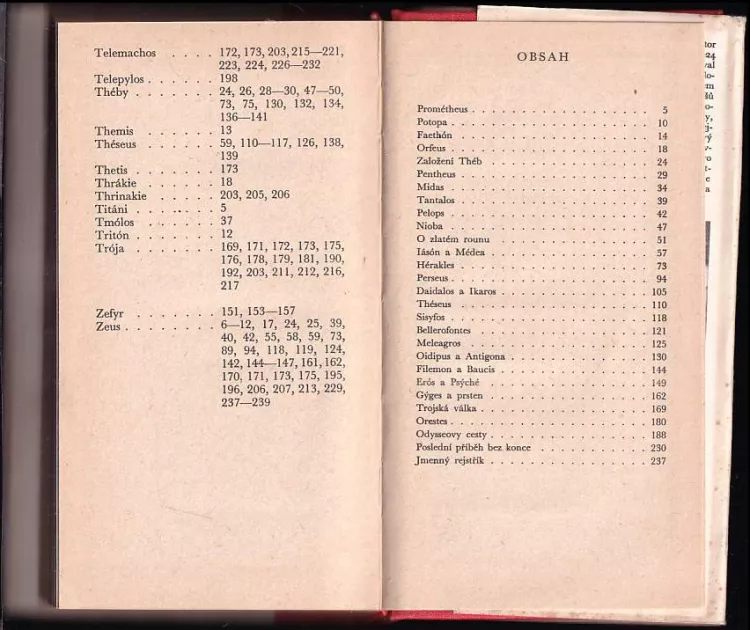 Telemachos . . . . 172, 173, 203, 215—221,
223, 224, 226—232
Telepylos . . . . . . 198
Théby . . . . . . . 24, 26, 28—30, 47—50,
73, 75, 130, 132, 134,
136—141
Themis . . . . . . 13
Théseus . . . . . . 59, 110—117, 126, 138,
139
Thetis . . . . . . . 173
Thrákie . . . . . . 18
Thrinakie . . . . . 203, 205, 206
Titáni . . . . . . . 5
Tmólos . . . . . . 37
Tritón . . . . . . . 12
Trója . . . . . . . 169, 171, 172, 173, 175,
176, 178, 179, 181, 190,
192, 203, 211, 212, 216,
217
Zefyr . . . . . . . 151, 153—157
Zeus . . . . . . . . 6—12, 17, 24, 25, 39,
40, 42, 55, 58, 59, 73,
89, 94, 118, 119, 124,
142, 144—147, 161, 162,
170, 171, 173, 175, 195,
196, 206, 207, 213, 229,
237—239
OBSAH
Prométheus . . . . . . . . . . . . . . 5
Potopa . . . . . . . . . . . . . . . . 10
Faethón . . . . . . . . . . . . . . . 14
Orfeus . . . . . . . . . . . . . . . . 18
Založení Théb . . . . . . . . . . . . . 24
Pentheus . . . . . . . . . . . . . . . 29
Midas . . . . . . . . . . . . . . . . 34
Tantalos . . . . . . . . . . . . . . . 39
Pelops . . . . . . . . . . . . . . . . 42
Nioba . . . . . . . . . . . . . . . . 47
O zlatém rounu . . . . . . . . . . . . 51
Iásón a Médea . . . . . . . . . . . . . 57
Hérakles . . . . . . . . . . . . . . . 73
Perseus . . . . . . . . . . . . . . . . 94
Daidalos a Ikaros . . . . . . . . . . . 105
Théseus . . . . . . . . . . . . . . . 110
Sisyfos . . . . . . . . . . . . . . . . 118
Bellerofontes . . . . . . . . . . . . . 121
Meleagros . . . . . . . . . . . . . . 125
Oidipus a Antigona . . . . . . . . . . 130
Filemon a Baucis . . . . . . . . . . . . 144
Erós a Psýché . . . . . . . . . . . . . 149
Gýges a prsten . . . . . . . . . . . . 162
Trojská válka . . . . . . . . . . . . . 169
Orestes . . . . . . . . . . . . . . . . 180
Odysseovy cesty . . . . . . . . . . . . 188
Poslední příběh bez konce . . . . . . . . 230
Jmenný rejstřík . . . . . . . . . . . . 237